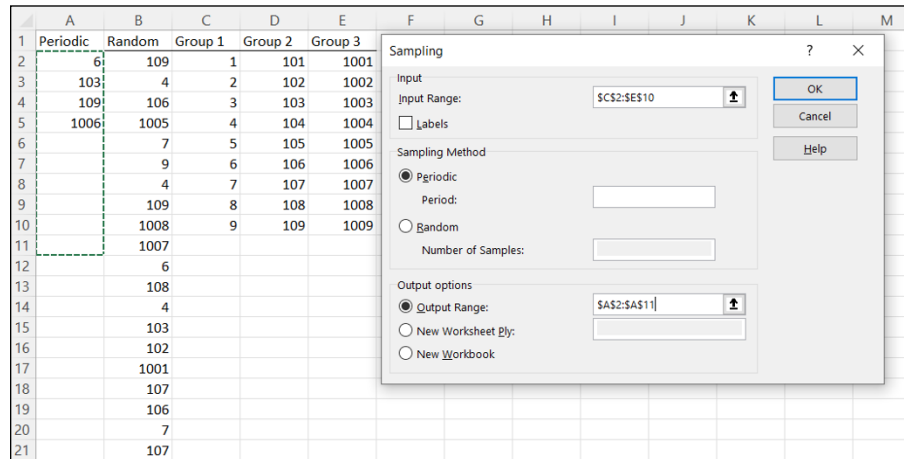 A B C D E F G H I J K L M
1 Periodic Random Group 1 Group 2 Group 3
2 6 109 1 101 1001
3 103 4 2 102 1002
4 109 106 3 103 1003
5 1006 1005 4 104 1004
6 7 5 105 1005
7 9 6 106 1006
8 4 7 107 1007
9 109 8 108 1008
10 1008 9 109 1009
11 1007
12 6
13 108
14 4
15 103
16 102
17 1001
18 107
19 106
20 7
21 107
Sampling ? ×
Input
Input Range: $C$2:$E$10
Labels
Sampling Method
Periodic
Period:
Random
Number of Samples:
Output options
Output Range: $A$2:$A$11
New Worksheet Ply:
New Workbook
OK
Cancel
Help